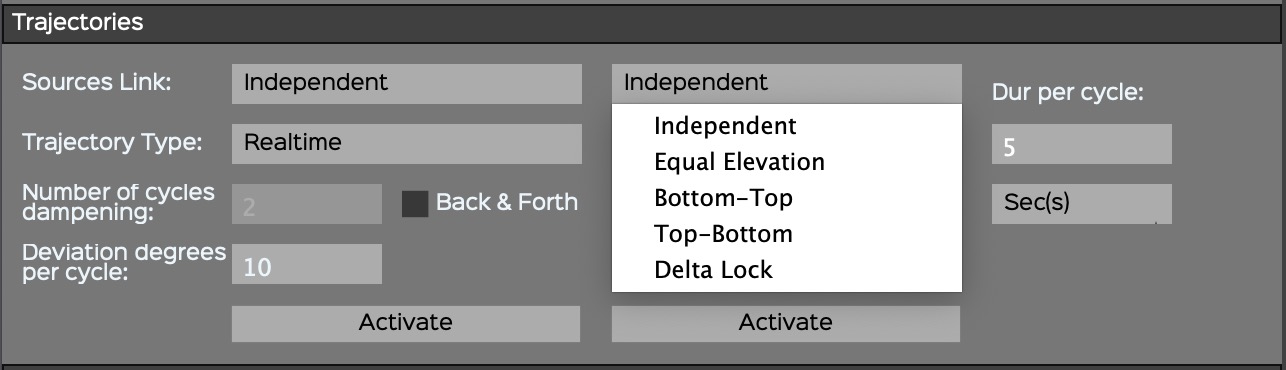 Trajectories
Sources Link: Independent Independent
Dur per cycle:
Trajectory Type: Realtime
Independent
Equal Elevation
Bottom-Top
Top-Bottom
Delta Lock
5
Number of cycles
dampening: 2
Back & Forth
Sec(s)
Deviation degrees
per cycle: 10
Activate Activate